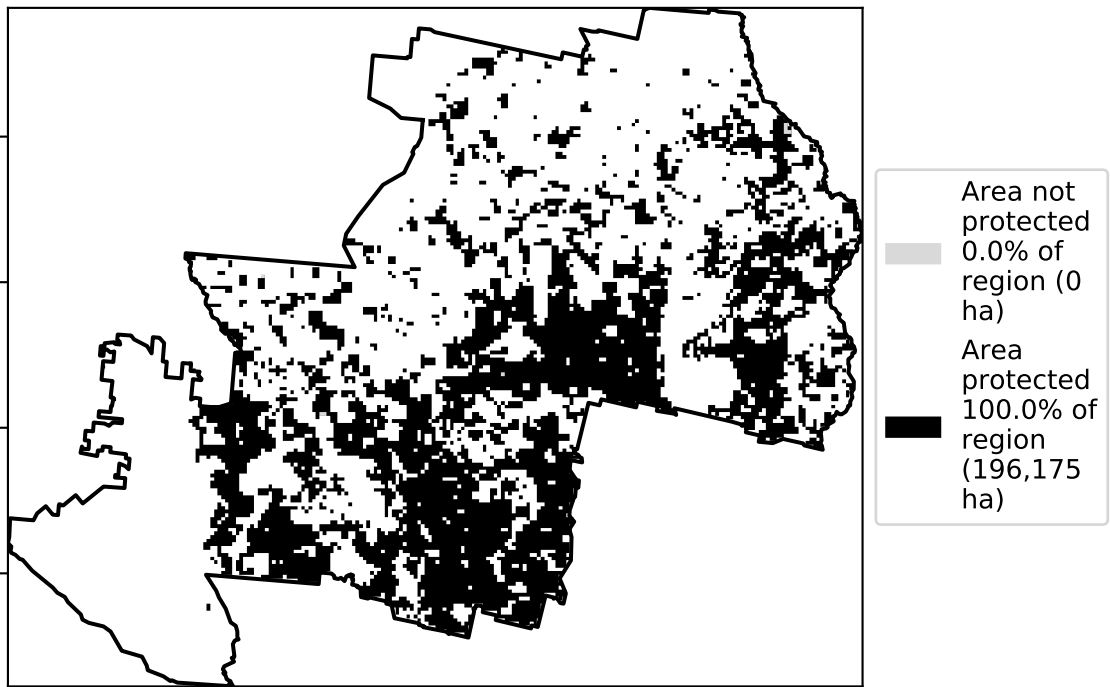 Area not
protected
0.0% of
region (0
ha)
Area
protected
100.0% of
region
(196,175
ha)